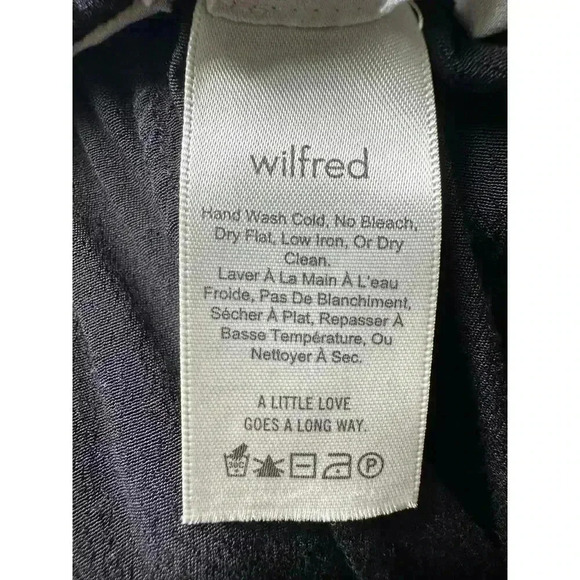 wilfred
Hand Wash Cold, No Bleach,
Dry Flat, Low Iron, Or Dry
Clean.
Laver À La Main À L'eau
Froide, Pas De Blanchiment,
Sécher À Plat, Repasser À
Basse Température, Ou
Nettoyer À Sec.
A LITTLE LOVE
GOES A LONG WAY.
30C P